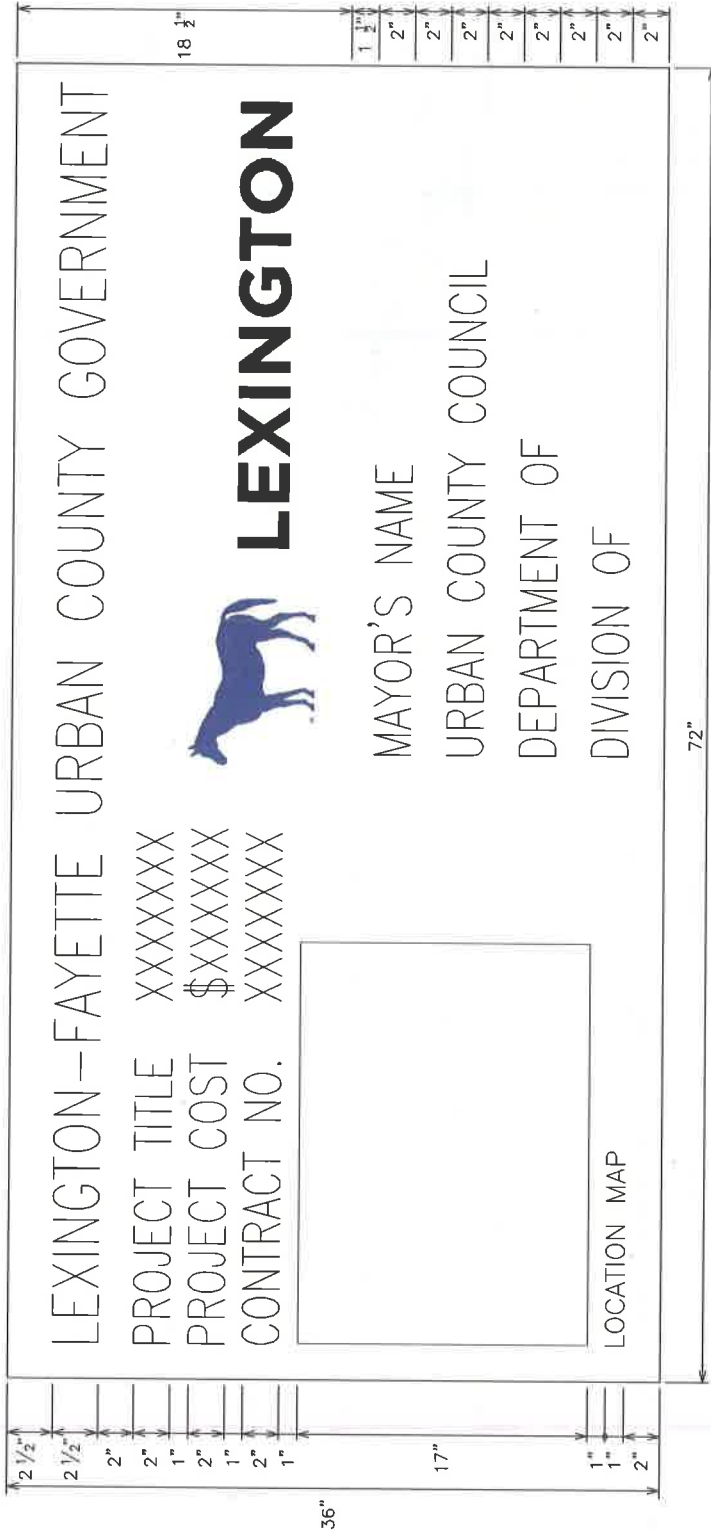 LEXINGTON-FAYETTE URBAN COUNTY GOVERNMENT
PROJECT TITLE XXXXXXX
PROJECT COST $XXXXXX
CONTRACT NO. XXXXXXX
LEXINGTON
MAYOR'S NAME
URBAN COUNTY COUNCIL
DEPARTMENT OF
DIVISION OF
LOCATION MAP
36"
2 1/2"
2 1/2"
2"
2"
1"
2"
1"
2"
1"
17"
1"
1"
2"
72"
18 1/2"
1 1/2"
2"
2"
2"
2"
2"
2"
2"
2"